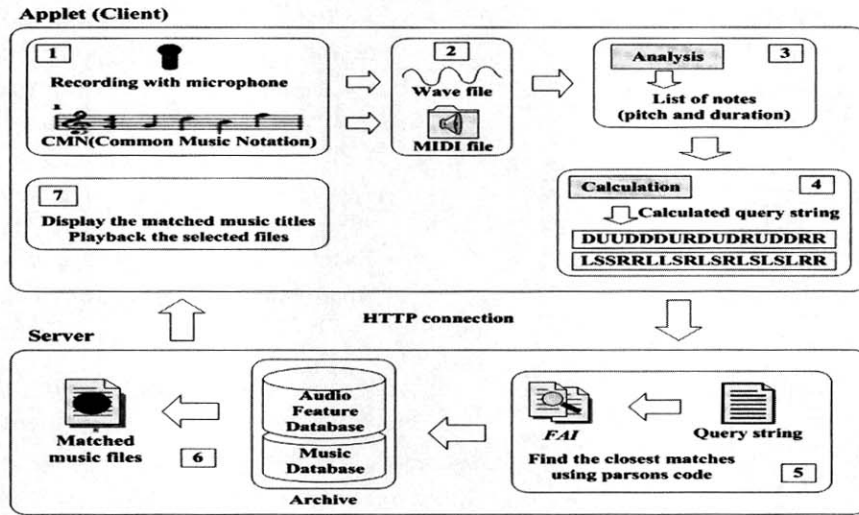 Applet (Client)
1
Recording with microphone
CMN(Common Music Notation)
2
Wave file
MIDI file
3
Analysis
List of notes
(pitch and duration)
4
Calculation
Calculated query string
DUUDDDURDUDRUDDRR
LSSRRLLSRLSRLSLSLRR
7
Display the matched music titles
Playback the selected files
HTTP connection
Server
Query string
FAI
Find the closest matches
using parsons code
5
Audio
Feature
Database
Music
Database
Archive
6
Matched
music files